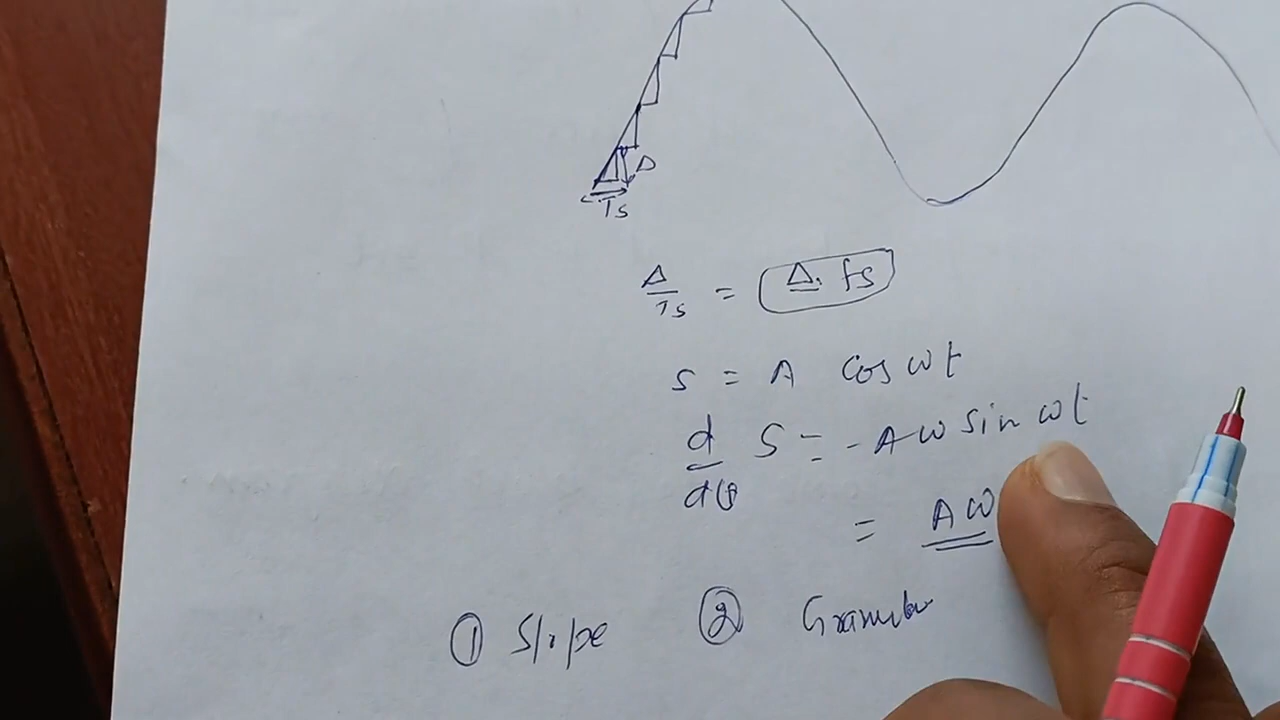 Δ
Ts
Δ/Ts = Δ. fs
s = A cos ωt
d/dt S = -Aω sin ωt
= Aω
① Slope ② Granular